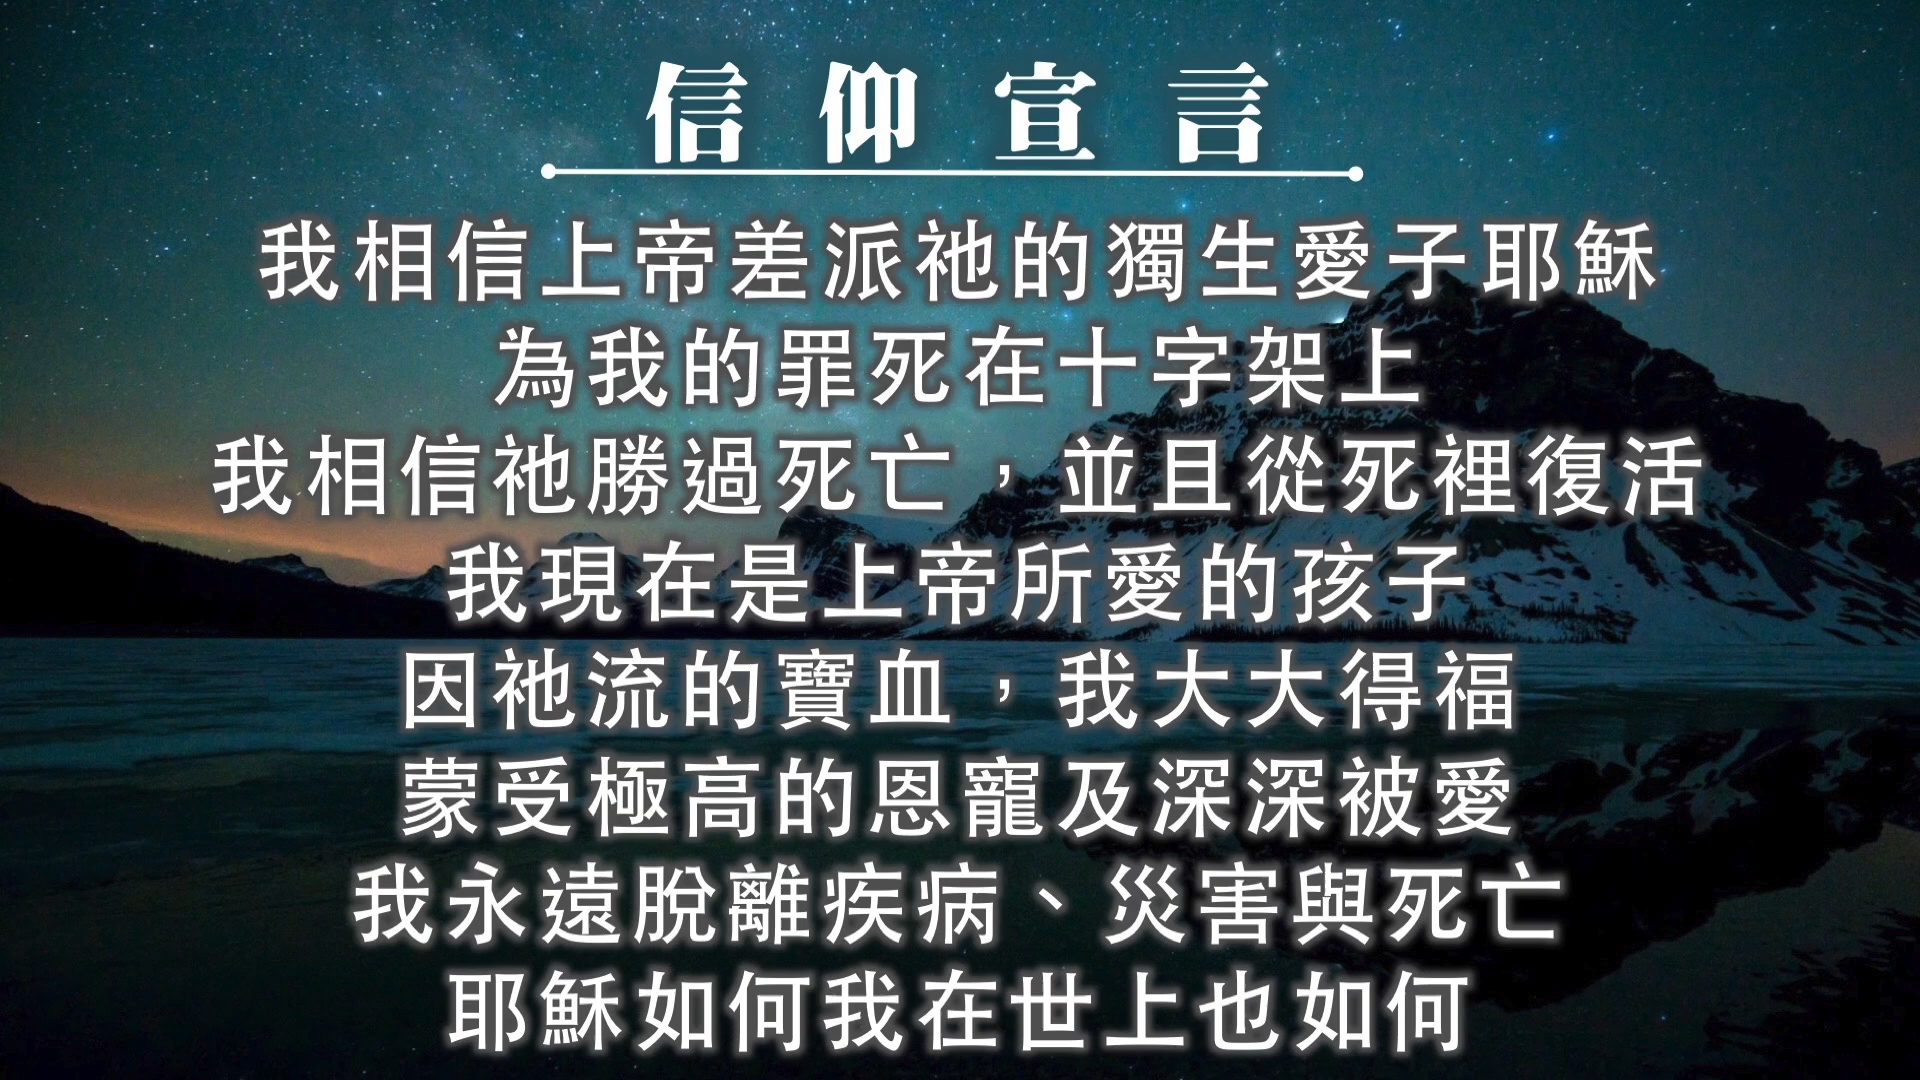 信仰宣言
我相信上帝差派祂的獨生愛子耶穌
為我的罪死在十字架上
我相信祂勝過死亡，並且從死裡復活
我現在是上帝所愛的孩子
因祂流的寶血，我大大得福
蒙受極高的恩寵及深深被愛
我永遠脫離疾病、災害與死亡
耶穌如何我在世上也如何